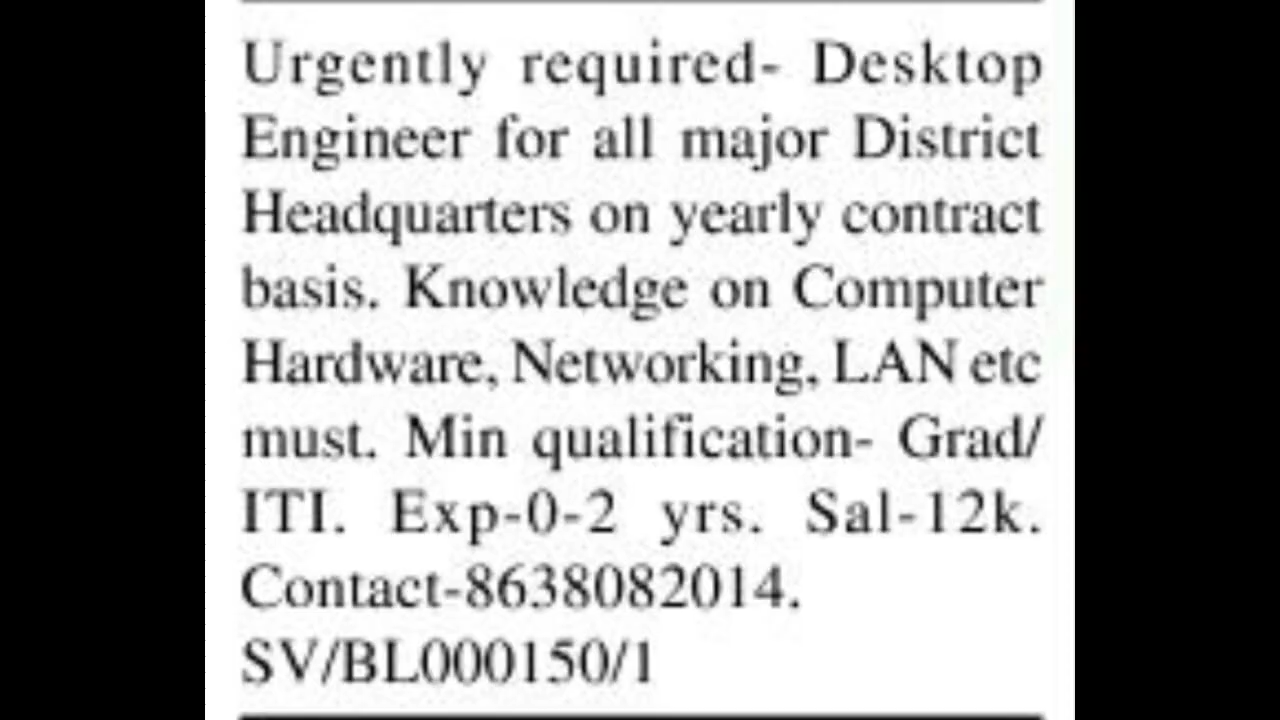 Urgently required- Desktop
Engineer for all major District
Headquarters on yearly contract
basis. Knowledge on Computer
Hardware, Networking, LAN etc
must. Min qualification- Grad/
ITI. Exp-0-2 yrs. Sal-12k.
Contact-8638082014.
SV/BL000150/1